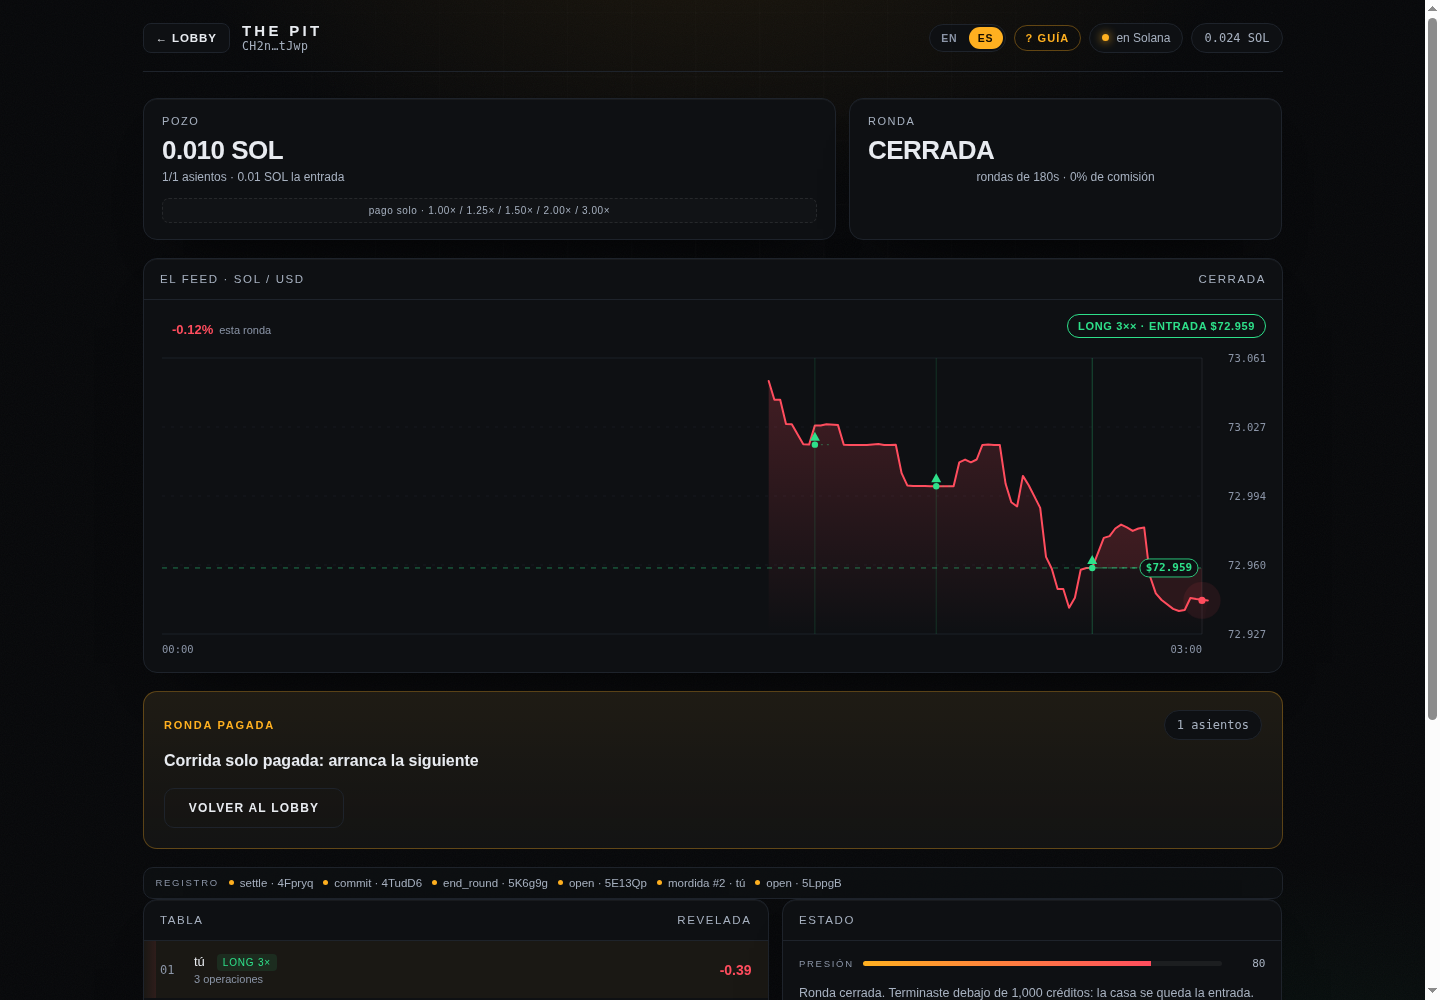 ← LOBBY
THE PIT
CH2n…tJwp
EN ES
? GUÍA
en Solana
0.024 SOL
POZO
0.010 SOL
1/1 asientos · 0.01 SOL la entrada
pago solo · 1.00× / 1.25× / 1.50× / 2.00× / 3.00×
RONDA
CERRADA
rondas de 180s · 0% de comisión
EL FEED · SOL / USD
CERRADA
-0.12% esta ronda
LONG 3×× · ENTRADA $72.959
73.061
73.027
72.994
72.960
72.927
$72.959
00:00
03:00
RONDA PAGADA
1 asientos
Corrida solo pagada: arranca la siguiente
VOLVER AL LOBBY
REGISTRO settle · 4Fpryq commit · 4TudD6 end_round · 5K6g9g open · 5E13Qp mordida #2 · tú open · 5LppgB
TABLA
REVELADA
01
tú LONG 3×
3 operaciones
-0.39
ESTADO
PRESIÓN
80
Ronda cerrada. Terminaste debajo de 1,000 créditos: la casa se queda la entrada.